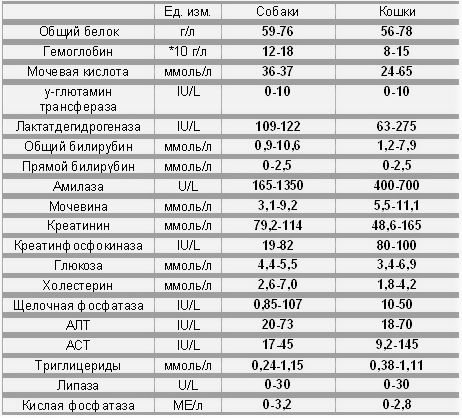 Ед. изм. Собаки Кошки
Общий белок г/л 59-76 56-78
Гемоглобин *10 г/л 12-18 8-15
Мочевая кислота ммоль/л 36-37 24-65
у-глютамин
трансфераза IU/L 0-10 0-10
Лактатдегидрогеназа IU/L 109-122 63-275
Общий билирубин ммоль/л 0,9-10,6 1,2-7,9
Прямой билирубин ммоль/л 0-2,5 0-2,5
Амилаза U/L 165-1350 400-700
Мочевина ммоль/л 3,1-9,2 5,5-11,1
Креатинин ммоль/л 79,2-114 48,6-165
Креатинфосфокиназа IU/L 19-82 80-100
Глюкоза ммоль/л 4,4-5,5 3,4-6,9
Холестерин ммоль/л 2,6-7,0 1,8-4,2
Щелочная фосфатаза IU/L 0,85-107 10-50
АЛТ IU/L 20-73 18-70
АСТ IU/L 17-45 9,2-145
Триглицериды ммоль/л 0,24-1,15 0,38-1,11
Липаза U/L 0-30 0-30
Кислая фосфатаза МЕ/л 0-3,2 0-2,8